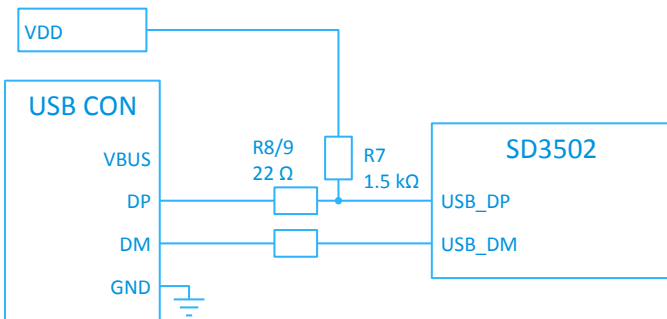 VDD
USB CON
VBUS
DP
DM
GND
R8/9
22 Ω
R7
1.5 kΩ
SD3502
USB_DP
USB_DM